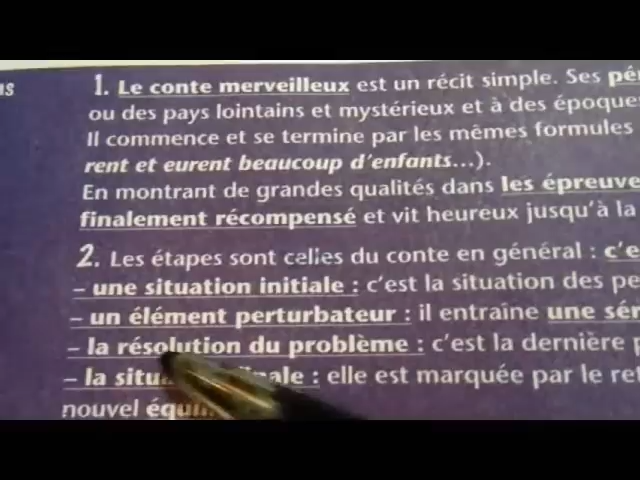 1. Le conte merveilleux est un récit simple. Ses
ou des pays lointains et mystérieux et à des époque
Il commence et se termine par les mêmes formules
rent et eurent beaucoup d'enfants...).
En montrant de grandes qualités dans les épreuve
finalement récompensé et vit heureux jusqu'à la
2. Les étapes sont celles du conte en général : c'e
– une situation initiale : c'est la situation des pe
– un élément perturbateur : il entraîne une sér
– la résolution du problème : c'est la dernière
– la : elle est marquée par le ret
nouvel